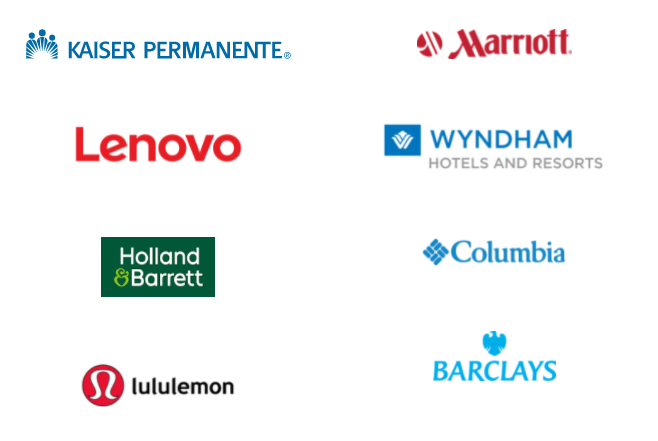 KAISER PERMANENTE®
Marriott®
Lenovo
WYNDHAM
HOTELS AND RESORTS
Holland
&Barrett
Columbia
lululemon
BARCLAYS